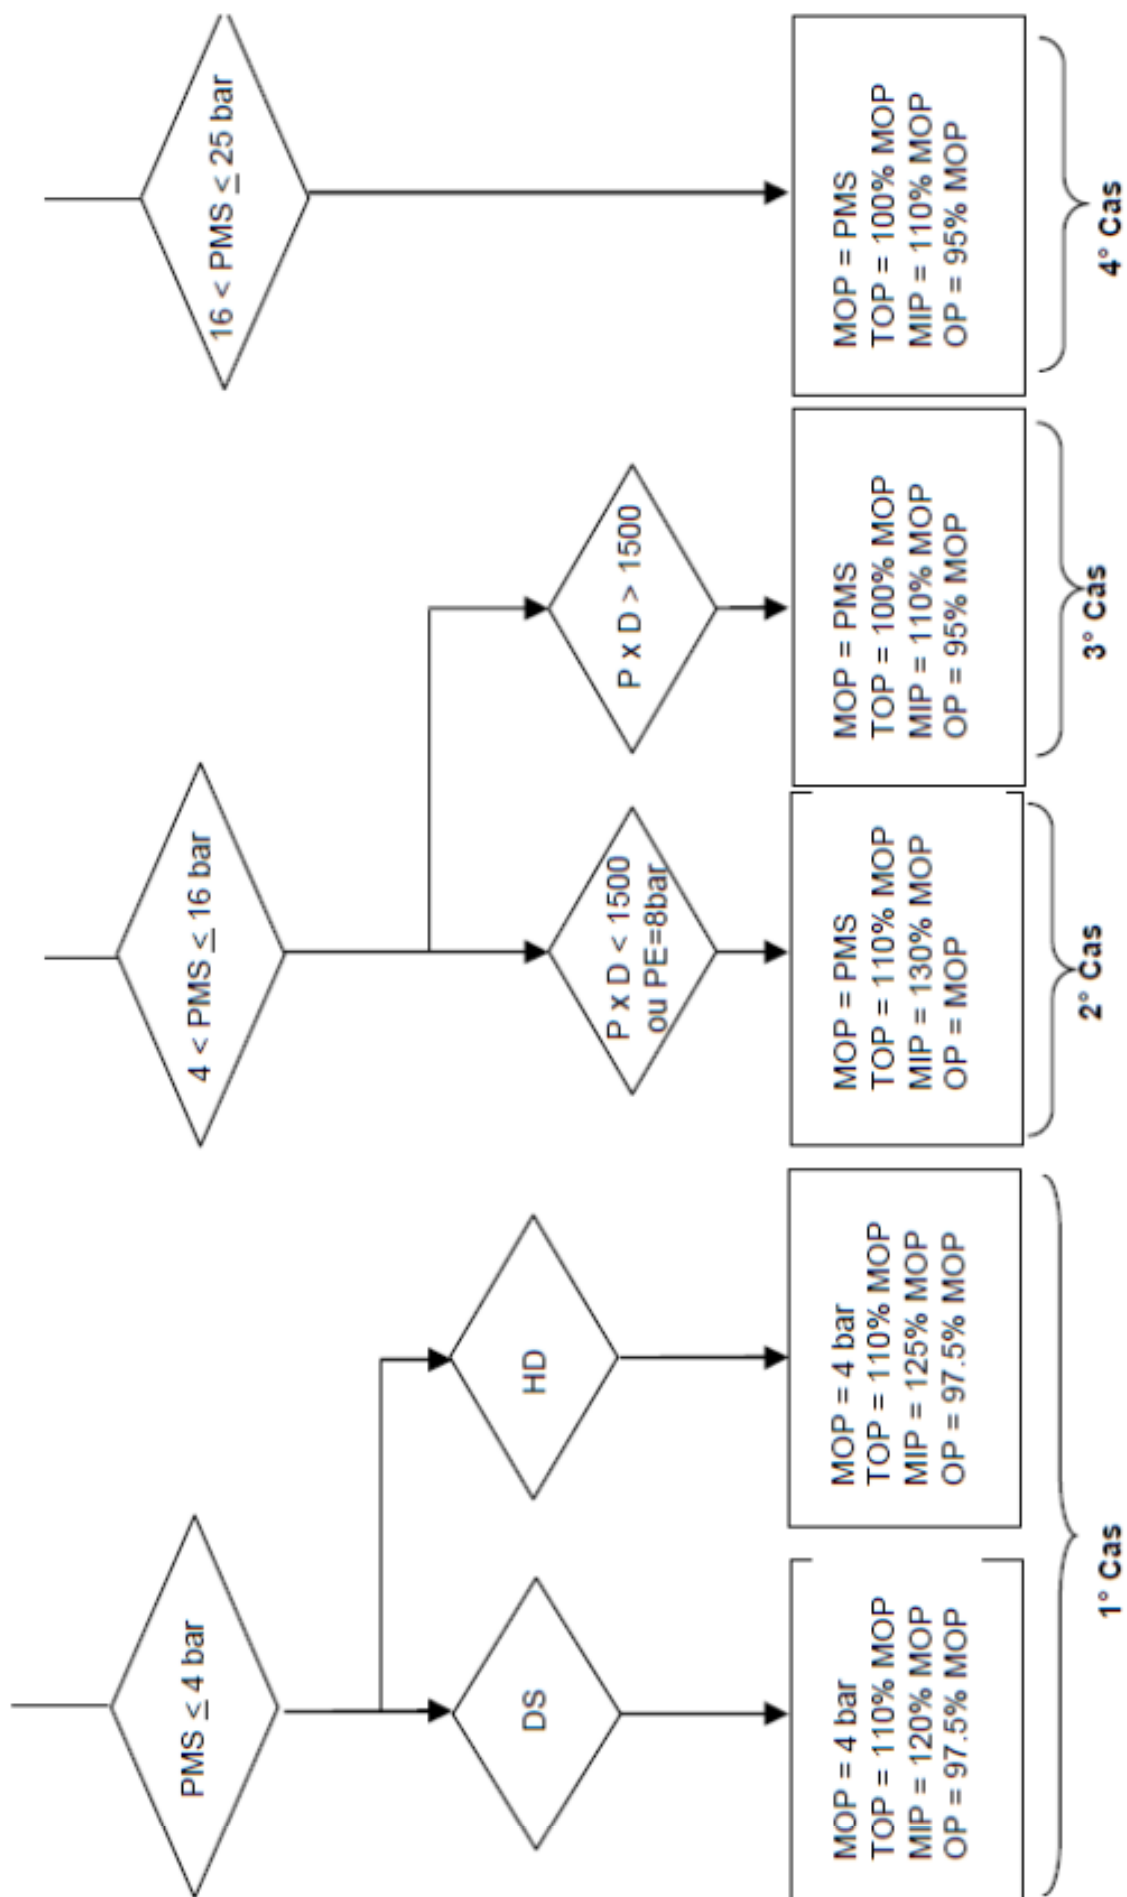 PMS ≤ 4 bar
4 < PMS ≤ 16 bar
16 < PMS ≤ 25 bar
DS
HD
P x D < 1500
ou PE=8bar
P x D > 1500
MOP = 4 bar
TOP = 110% MOP
MIP = 120% MOP
OP = 97.5% MOP
MOP = 4 bar
TOP = 110% MOP
MIP = 125% MOP
OP = 97.5% MOP
MOP = PMS
TOP = 110% MOP
MIP = 130% MOP
OP = MOP
MOP = PMS
TOP = 100% MOP
MIP = 110% MOP
OP = 95% MOP
MOP = PMS
TOP = 100% MOP
MIP = 110% MOP
OP = 95% MOP
1° Cas
2° Cas
3° Cas
4° Cas